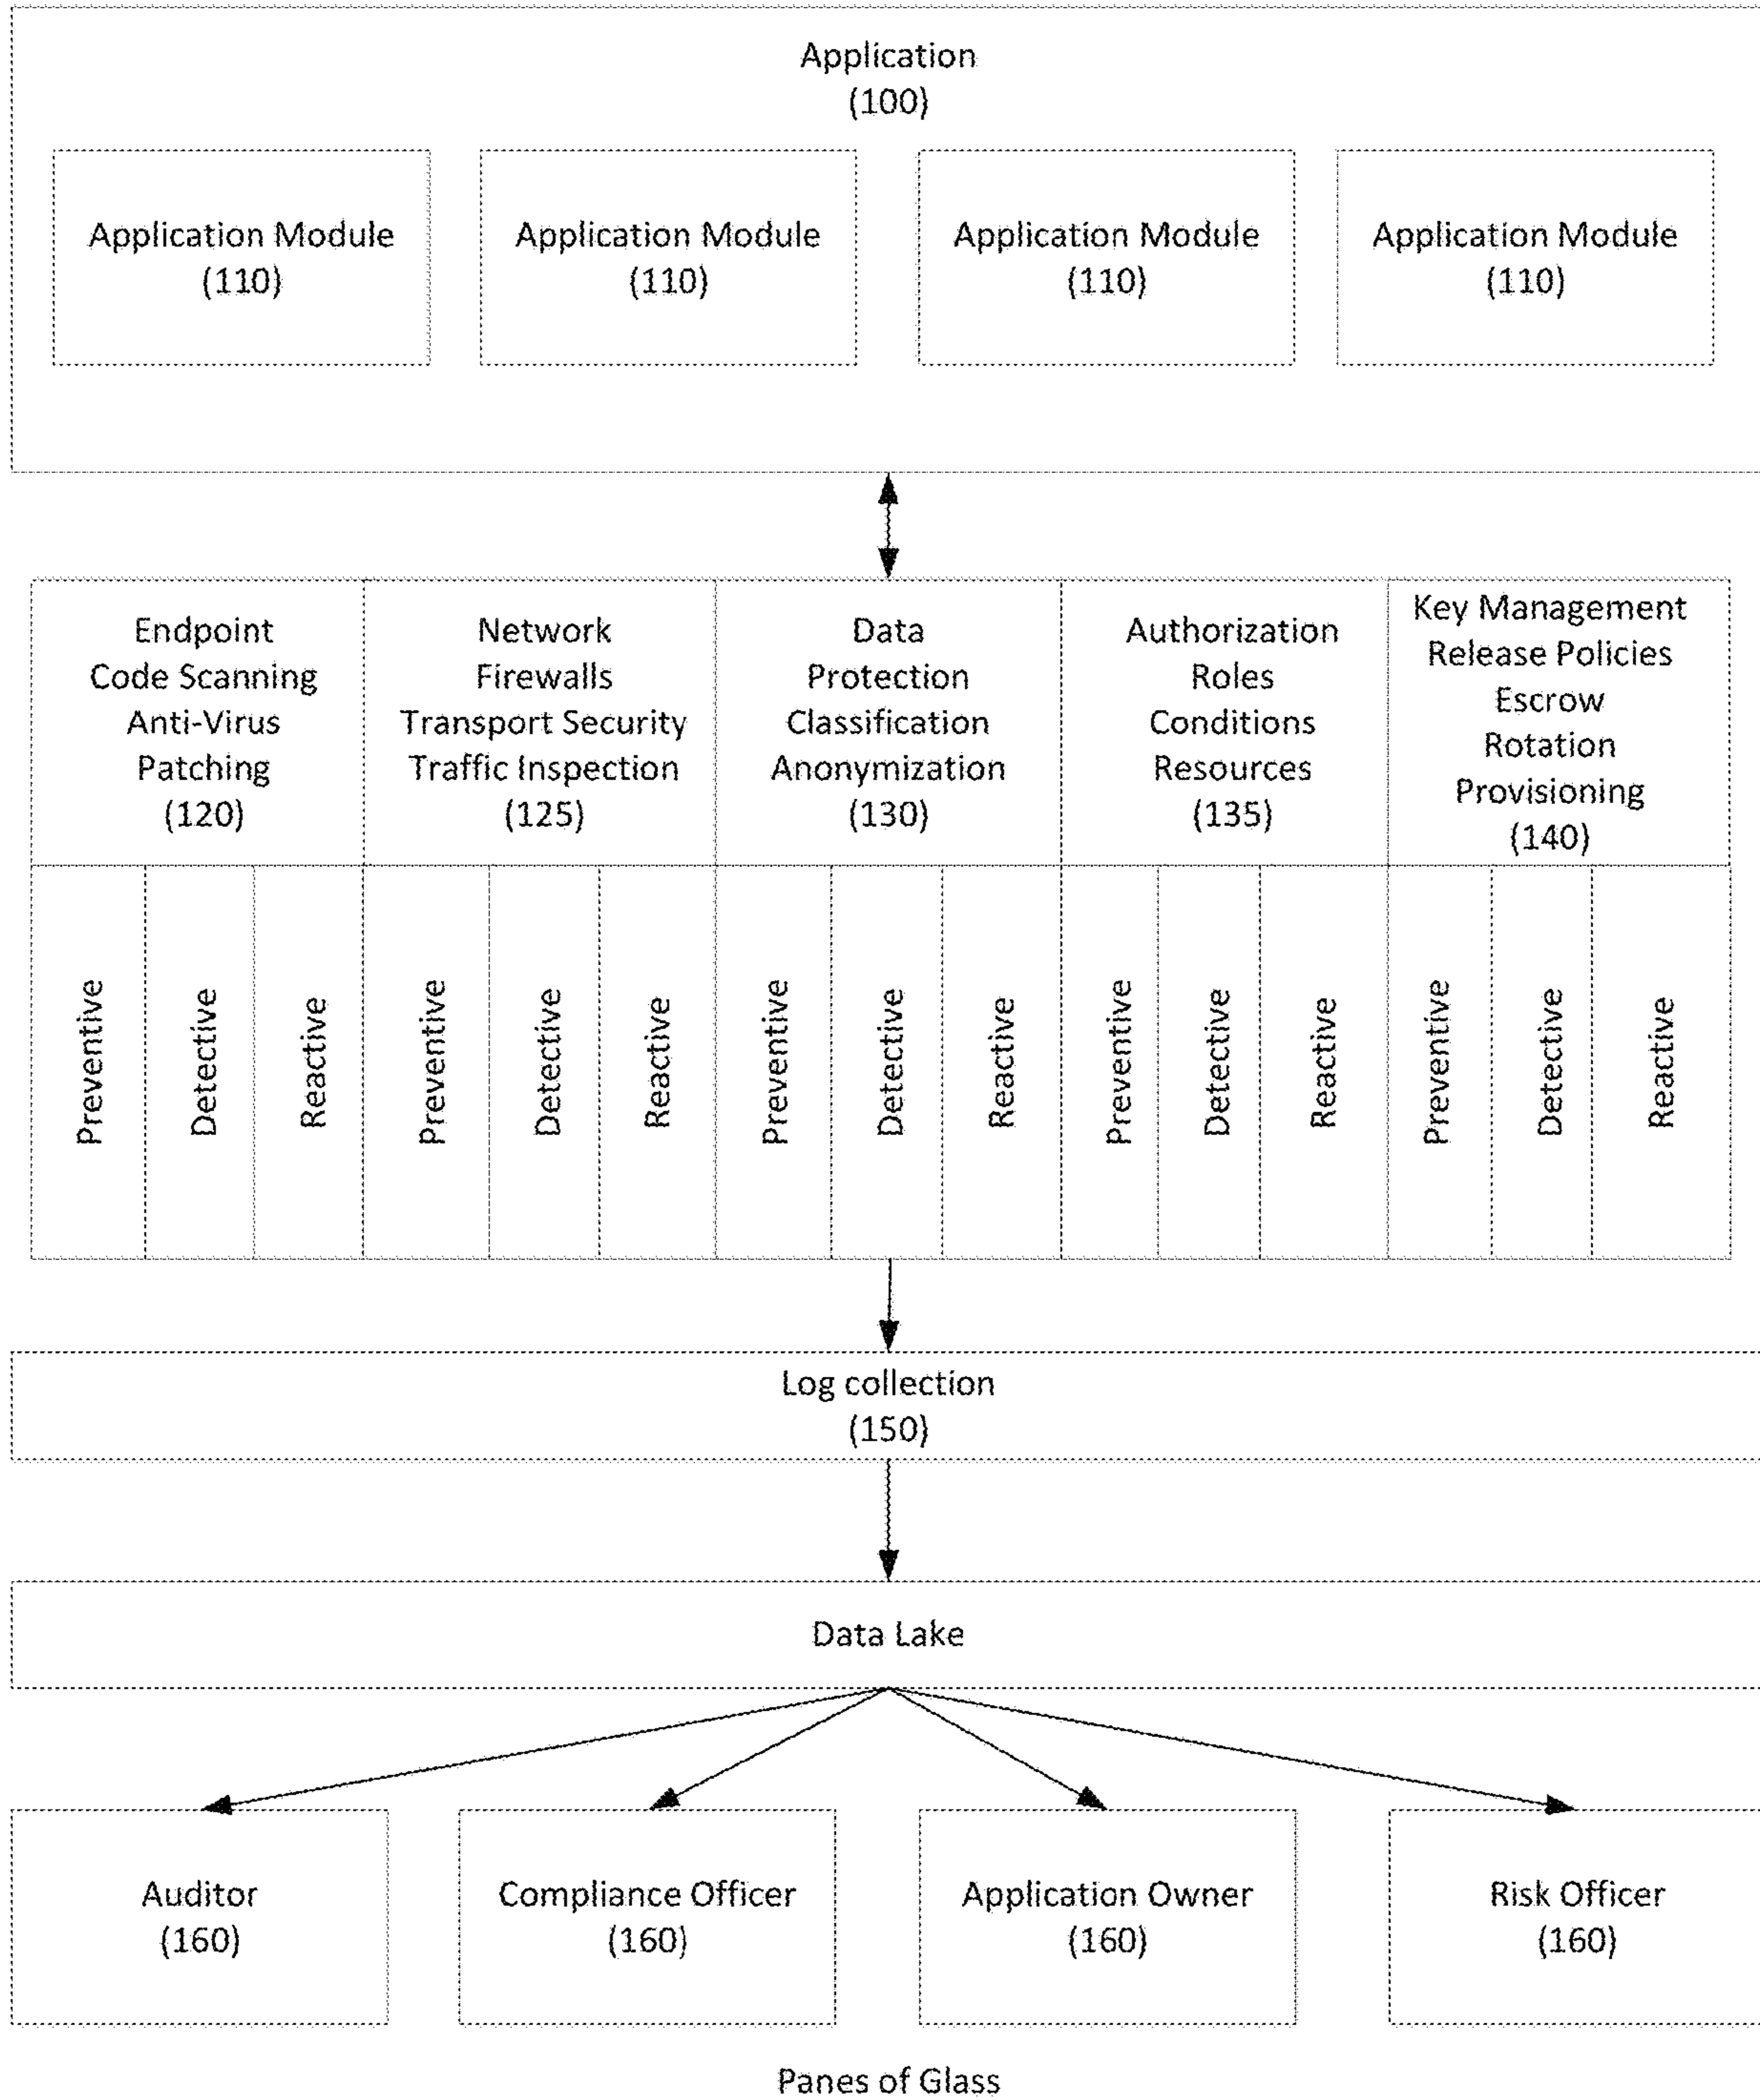 Application
(100)
Application Module
(110)
Application Module
(110)
Application Module
(110)
Application Module
(110)
Endpoint
Code Scanning
Anti-Virus
Patching
(120)
Network
Firewalls
Transport Security
Traffic Inspection
(125)
Data
Protection
Classification
Anonymization
(130)
Authorization
Roles
Conditions
Resources
(135)
Key Management
Release Policies
Escrow
Rotation
Provisioning
(140)
Preventive
Detective
Reactive
Preventive
Detective
Reactive
Preventive
Detective
Reactive
Preventive
Detective
Reactive
Preventive
Detective
Reactive
Log collection
(150)
Data Lake
Auditor
(160)
Compliance Officer
(160)
Application Owner
(160)
Risk Officer
(160)
Panes of Glass